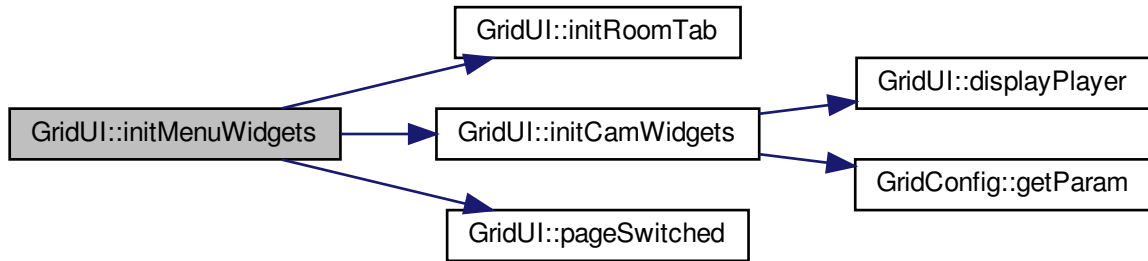 GridUI::initRoomTab
GridUI::displayPlayer
GridUI::initMenuWidgets
GridUI::initCamWidgets
GridConfig::getParam
GridUI::pageSwitched